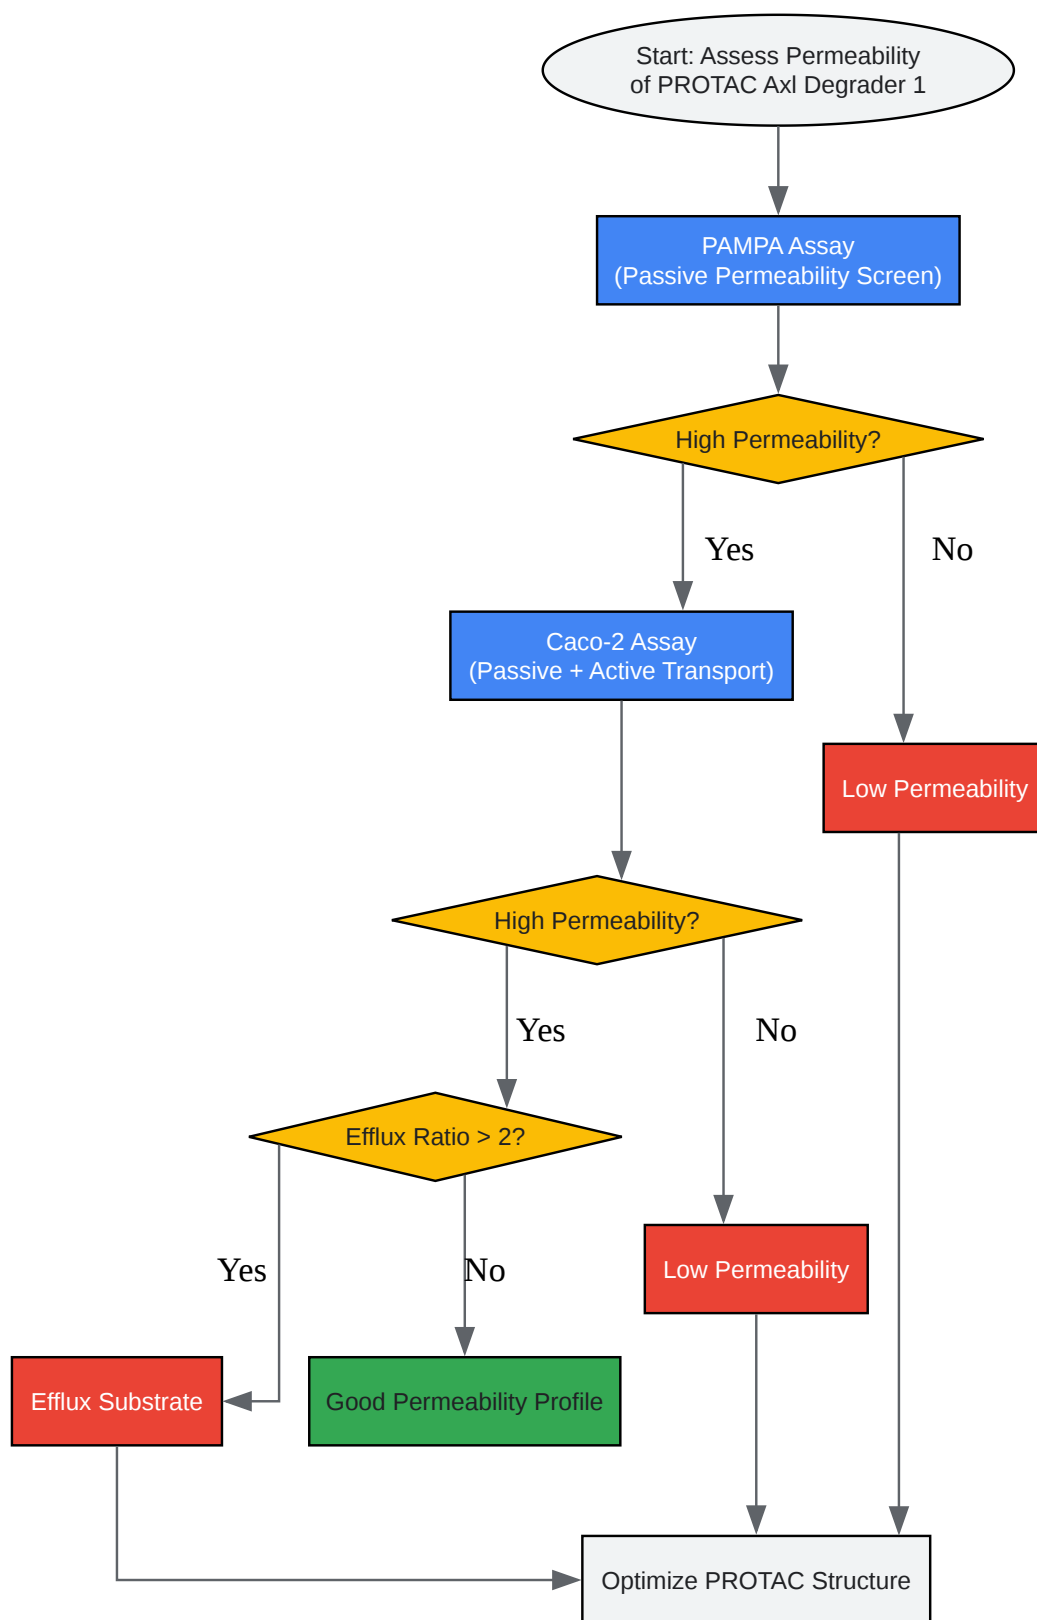 Start: Assess Permeability
of PROTAC Axl Degrader 1
PAMPA Assay
(Passive Permeability Screen)
High Permeability?
Yes
No
Caco-2 Assay
(Passive + Active Transport)
Low Permeability
High Permeability?
Yes
No
Efflux Ratio > 2?
Yes
No
Low Permeability
Efflux Substrate
Good Permeability Profile
Optimize PROTAC Structure